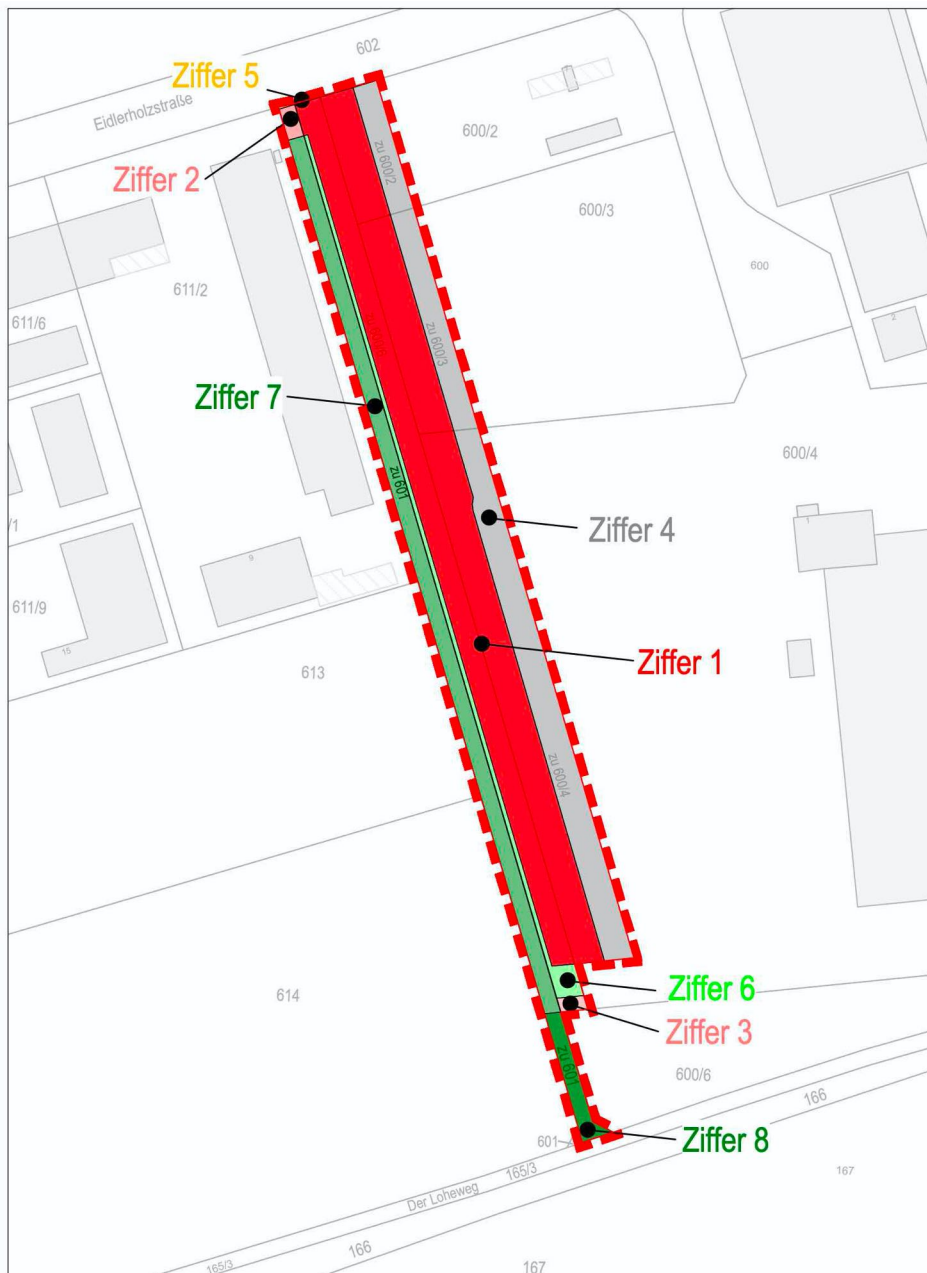 602
Ziffer 5
Eidlerholzstraße
Ziffer 2
600/2
zu 600/2
600/3
600
611/2
611/6
2
zu 600/3
Ziffer 7
zu 601
600/4
/1
Ziffer 4
1
9
611/9
15
613
Ziffer 1
zu 600/4
614
Ziffer 6
Ziffer 3
zu 601
600/6
166
Ziffer 8
601
165/3
167
Der Loheweg
166
165/3
167